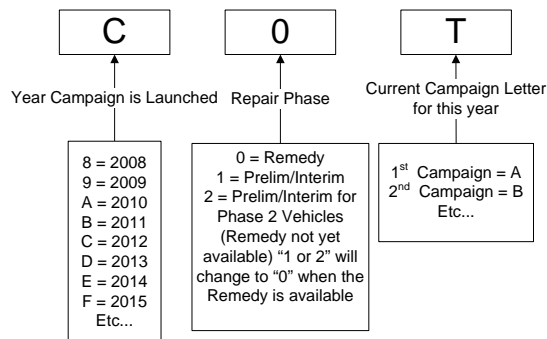 C 0 T
Year Campaign is Launched
Repair Phase
Current Campaign Letter
for this year
8 = 2008
9 = 2009
A = 2010
B = 2011
C = 2012
D = 2013
E = 2014
F = 2015
Etc...
0 = Remedy
1 = Prelim/Interim
2 = Prelim/Interim for
Phase 2 Vehicles
(Remedy not yet
available) “1 or 2” will
change to “0” when the
Remedy is available
1st Campaign = A
2nd Campaign = B
Etc...